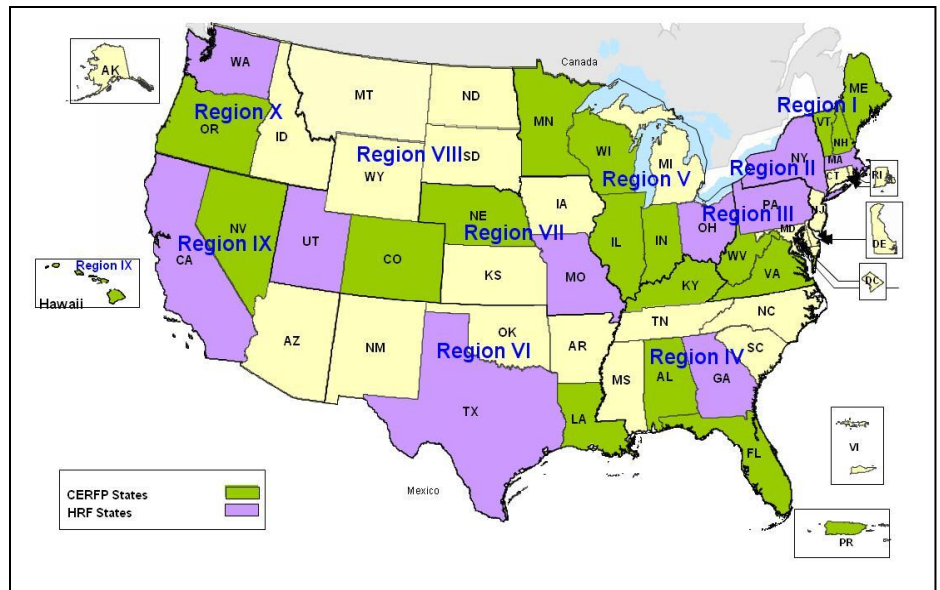 Canada
AK
WA
MT
ND
MN
ME
Region I
VT
NH
Region X
OR
ID
Region VIII
SD
WI
MI
NY
MA
Region II
CT
RI
WY
Region V
IA
PA
Region III
NJ
OH
MD
DE
NE
Region VII
NV
Region IX
UT
CO
IL
IN
WV
VA
DC
CA
KS
MO
KY
Region IX
Hawaii
TN
NC
OK
AR
SC
AZ
NM
Region VI
Region IV
MS
AL
GA
TX
LA
FL
VI
CERFP States
HRF States
Mexico
PR